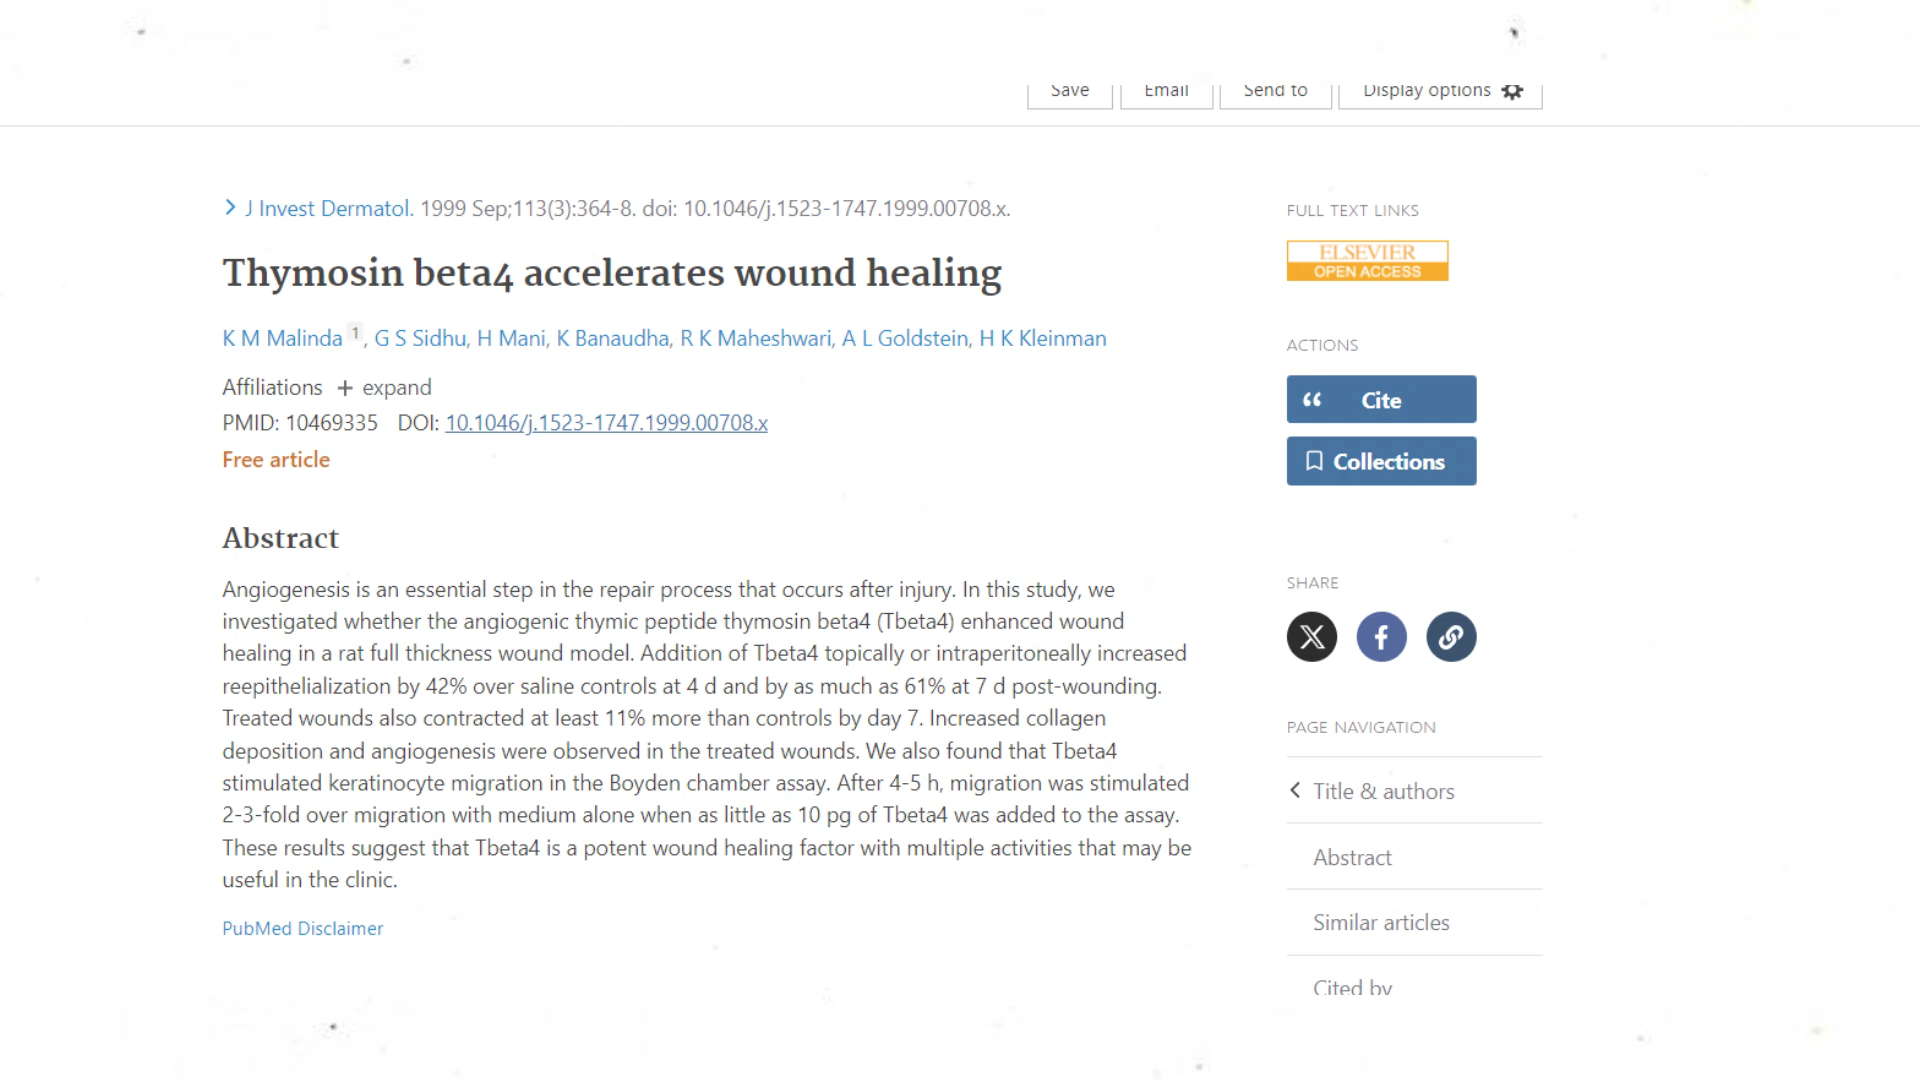 Save Email Send to Display options
J Invest Dermatol. 1999 Sep;113(3):364-8. doi: 10.1046/j.1523-1747.1999.00708.x.
Thymosin beta4 accelerates wound healing
K M Malinda 1, G S Sidhu, H Mani, K Banaudha, R K Maheshwari, A L Goldstein, H K Kleinman
Affiliations + expand
PMID: 10469335 DOI: 10.1046/j.1523-1747.1999.00708.x
Free article
Abstract
Angiogenesis is an essential step in the repair process that occurs after injury. In this study, we
investigated whether the angiogenic thymic peptide thymosin beta4 (Tbeta4) enhanced wound
healing in a rat full thickness wound model. Addition of Tbeta4 topically or intraperitoneally increased
reepithelialization by 42% over saline controls at 4 d and by as much as 61% at 7 d post-wounding.
Treated wounds also contracted at least 11% more than controls by day 7. Increased collagen
deposition and angiogenesis were observed in the treated wounds. We also found that Tbeta4
stimulated keratinocyte migration in the Boyden chamber assay. After 4-5 h, migration was stimulated
2-3-fold over migration with medium alone when as little as 10 pg of Tbeta4 was added to the assay.
These results suggest that Tbeta4 is a potent wound healing factor with multiple activities that may be
useful in the clinic.
PubMed Disclaimer
FULL TEXT LINKS
ELSEVIER
OPEN ACCESS
ACTIONS
Cite
Collections
SHARE
PAGE NAVIGATION
Title & authors
Abstract
Similar articles
Cited by